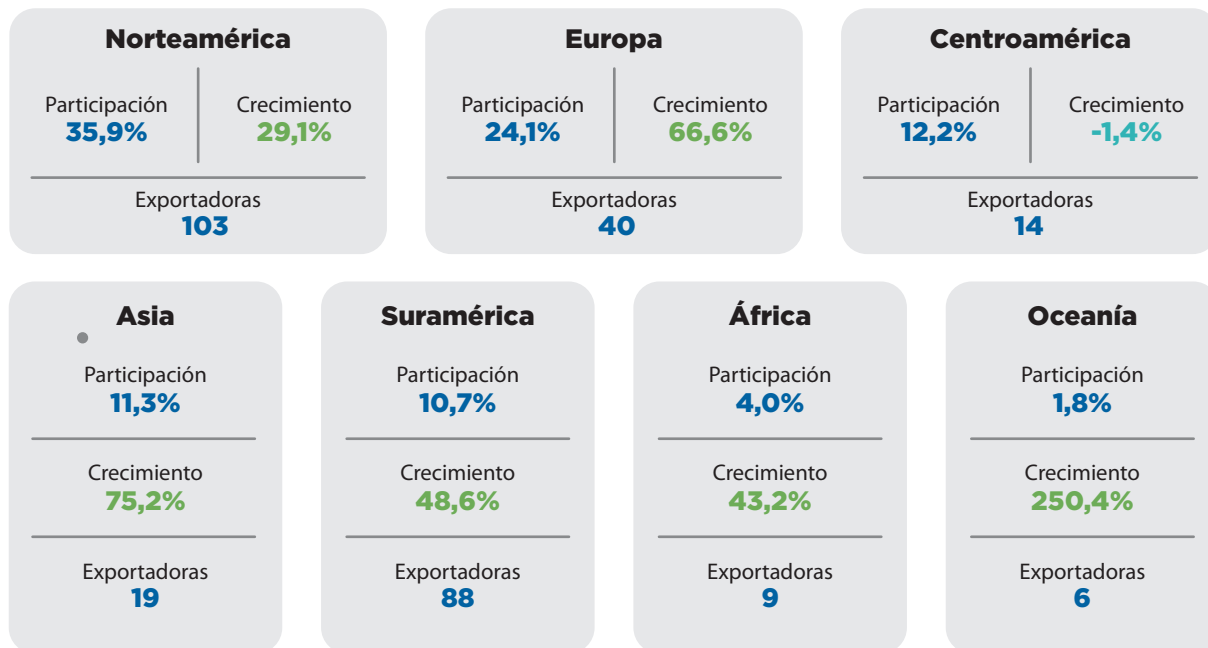 Norteamérica
Participación
35,9%
Crecimiento
29,1%
Exportadoras
103
Europa
Participación
24,1%
Crecimiento
66,6%
Exportadoras
40
Centroamérica
Participación
12,2%
Crecimiento
-1,4%
Exportadoras
14
Asia
Participación
11,3%
Crecimiento
75,2%
Exportadoras
19
Suramérica
Participación
10,7%
Crecimiento
48,6%
Exportadoras
88
África
Participación
4,0%
Crecimiento
43,2%
Exportadoras
9
Oceanía
Participación
1,8%
Crecimiento
250,4%
Exportadoras
6